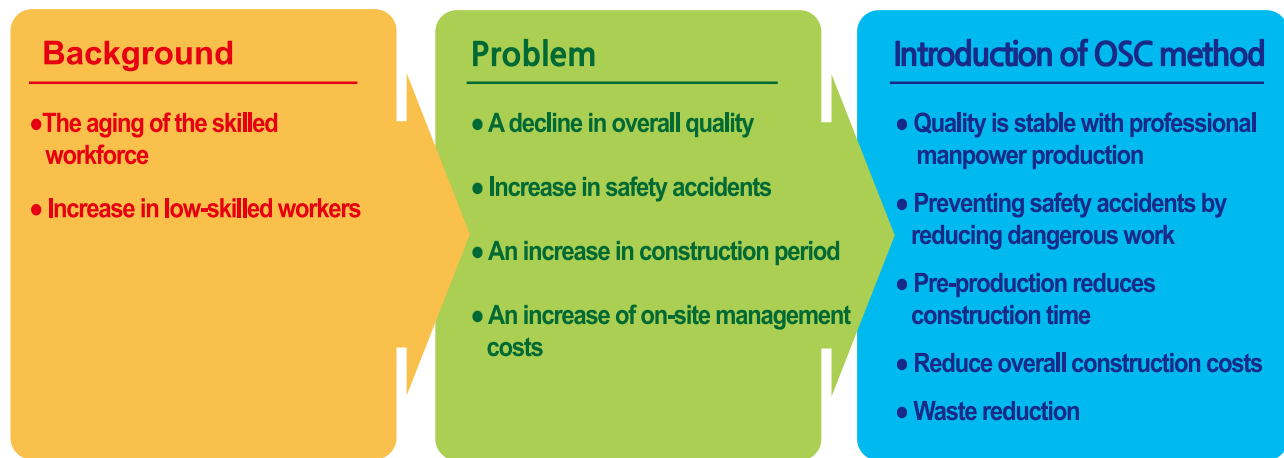 Background
●The aging of the skilled
workforce
● Increase in low-skilled workers
Problem
● A decline in overall quality
● Increase in safety accidents
● An increase in construction period
● An increase of on-site management
costs
Introduction of OSC method
● Quality is stable with professional
manpower production
● Preventing safety accidents by
reducing dangerous work
● Pre-production reduces
construction time
● Reduce overall construction costs
● Waste reduction